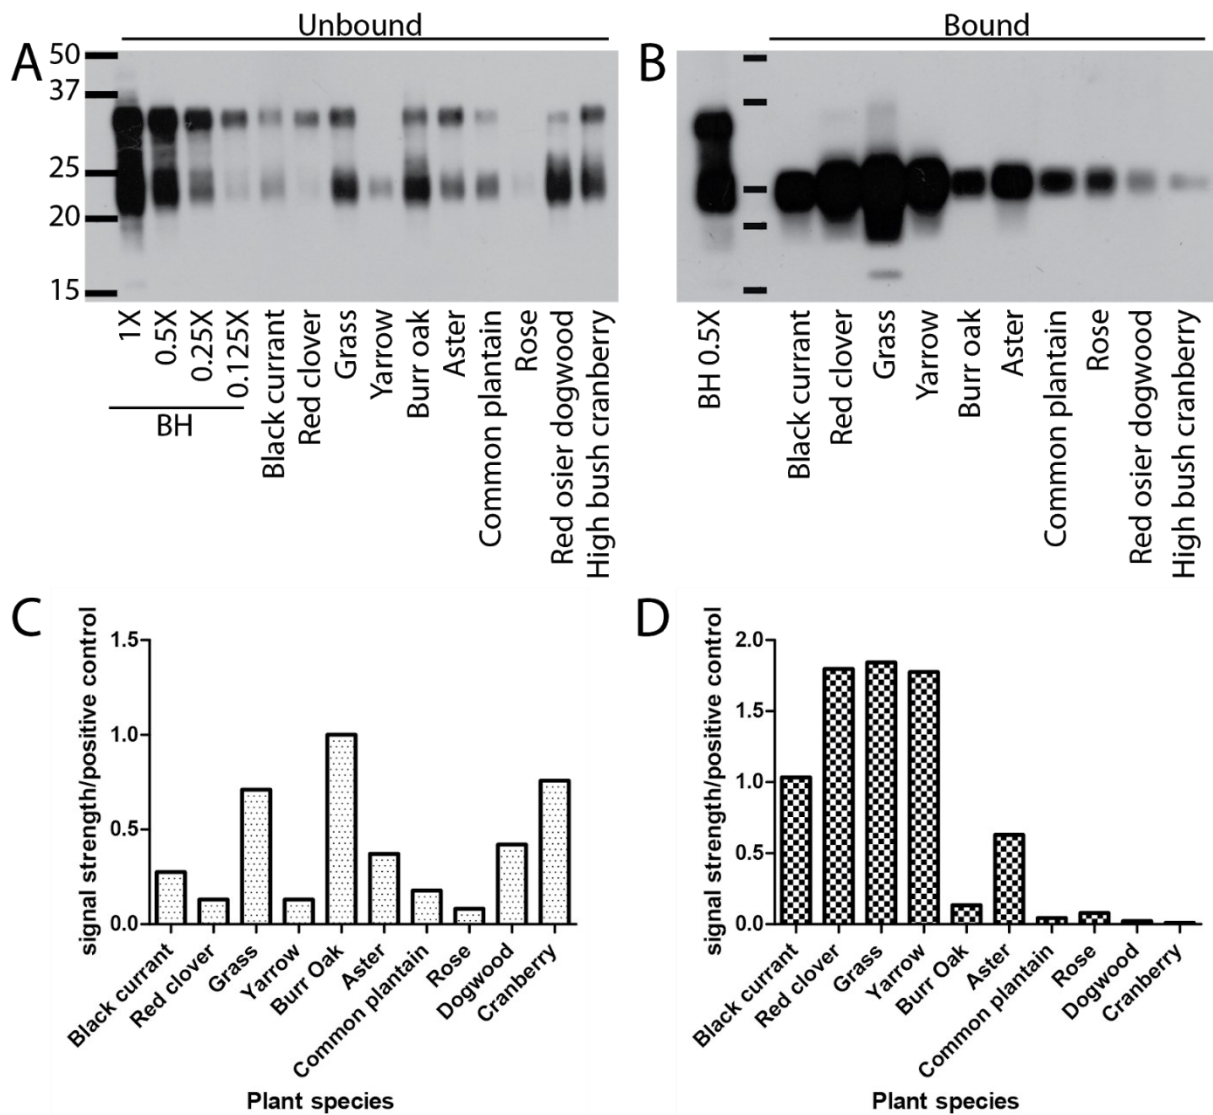 Unbound
Bound
A
50
37
25
20
15
1X
0.5X
0.25X
0.125X
BH
Black currant
Red clover
Grass
Yarrow
Burr oak
Aster
Common plantain
Rose
Red osier dogwood
High bush cranberry
B
BH 0.5X
Black currant
Red clover
Grass
Yarrow
Burr oak
Aster
Common plantain
Rose
Red osier dogwood
High bush cranberry
C
signal strength/positive control
1.5
1.0
0.5
0.0
Black currant
Red clover
Grass
Yarrow
Burr Oak
Aster
Common plantain
Rose
Dogwood
Cranberry
Plant species
D
signal strength/positive control
2.0
1.5
1.0
0.5
0.0
Black currant
Red clover
Grass
Yarrow
Burr Oak
Aster
Common plantain
Rose
Dogwood
Cranberry
Plant species